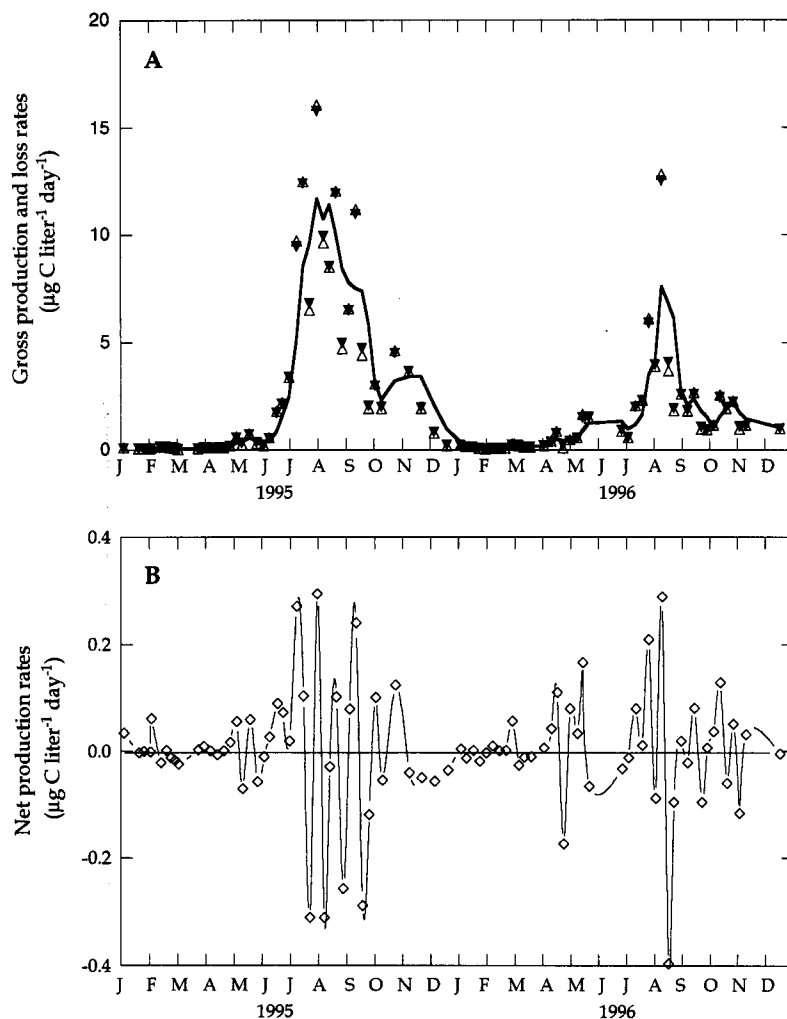 A
Gross production and loss rates
(µg C liter⁻¹ day⁻¹)
20
15
10
5
0
J F M A M J J A S O N D J F M A M J J A S O N D
1995 1996
B
Net production rates
(µg C liter⁻¹ day⁻¹)
0.4
0.2
0.0
-0.2
-0.4
J F M A M J J A S O N D J F M A M J J A S O N D
1995 1996